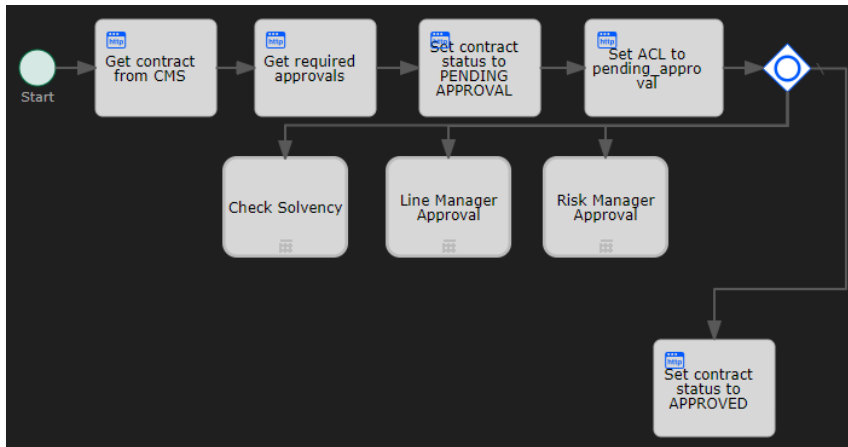 http
Get contract
from CMS
http
Get required
approvals
http
Set contract
status to
PENDING
APPROVAL
http
Set ACL to
pending_appro
val
Start
Check Solvency
Line Manager
Approval
Risk Manager
Approval
http
Set contract
status to
APPROVED